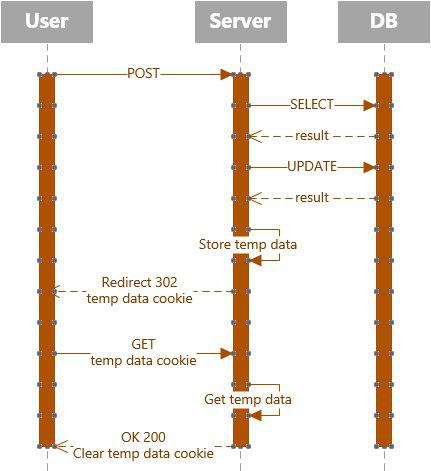 User
Server
DB
POST
SELECT
result
UPDATE
result
Store temp data
Redirect 302
temp data cookie
GET
temp data cookie
Get temp data
OK 200
Clear temp data cookie